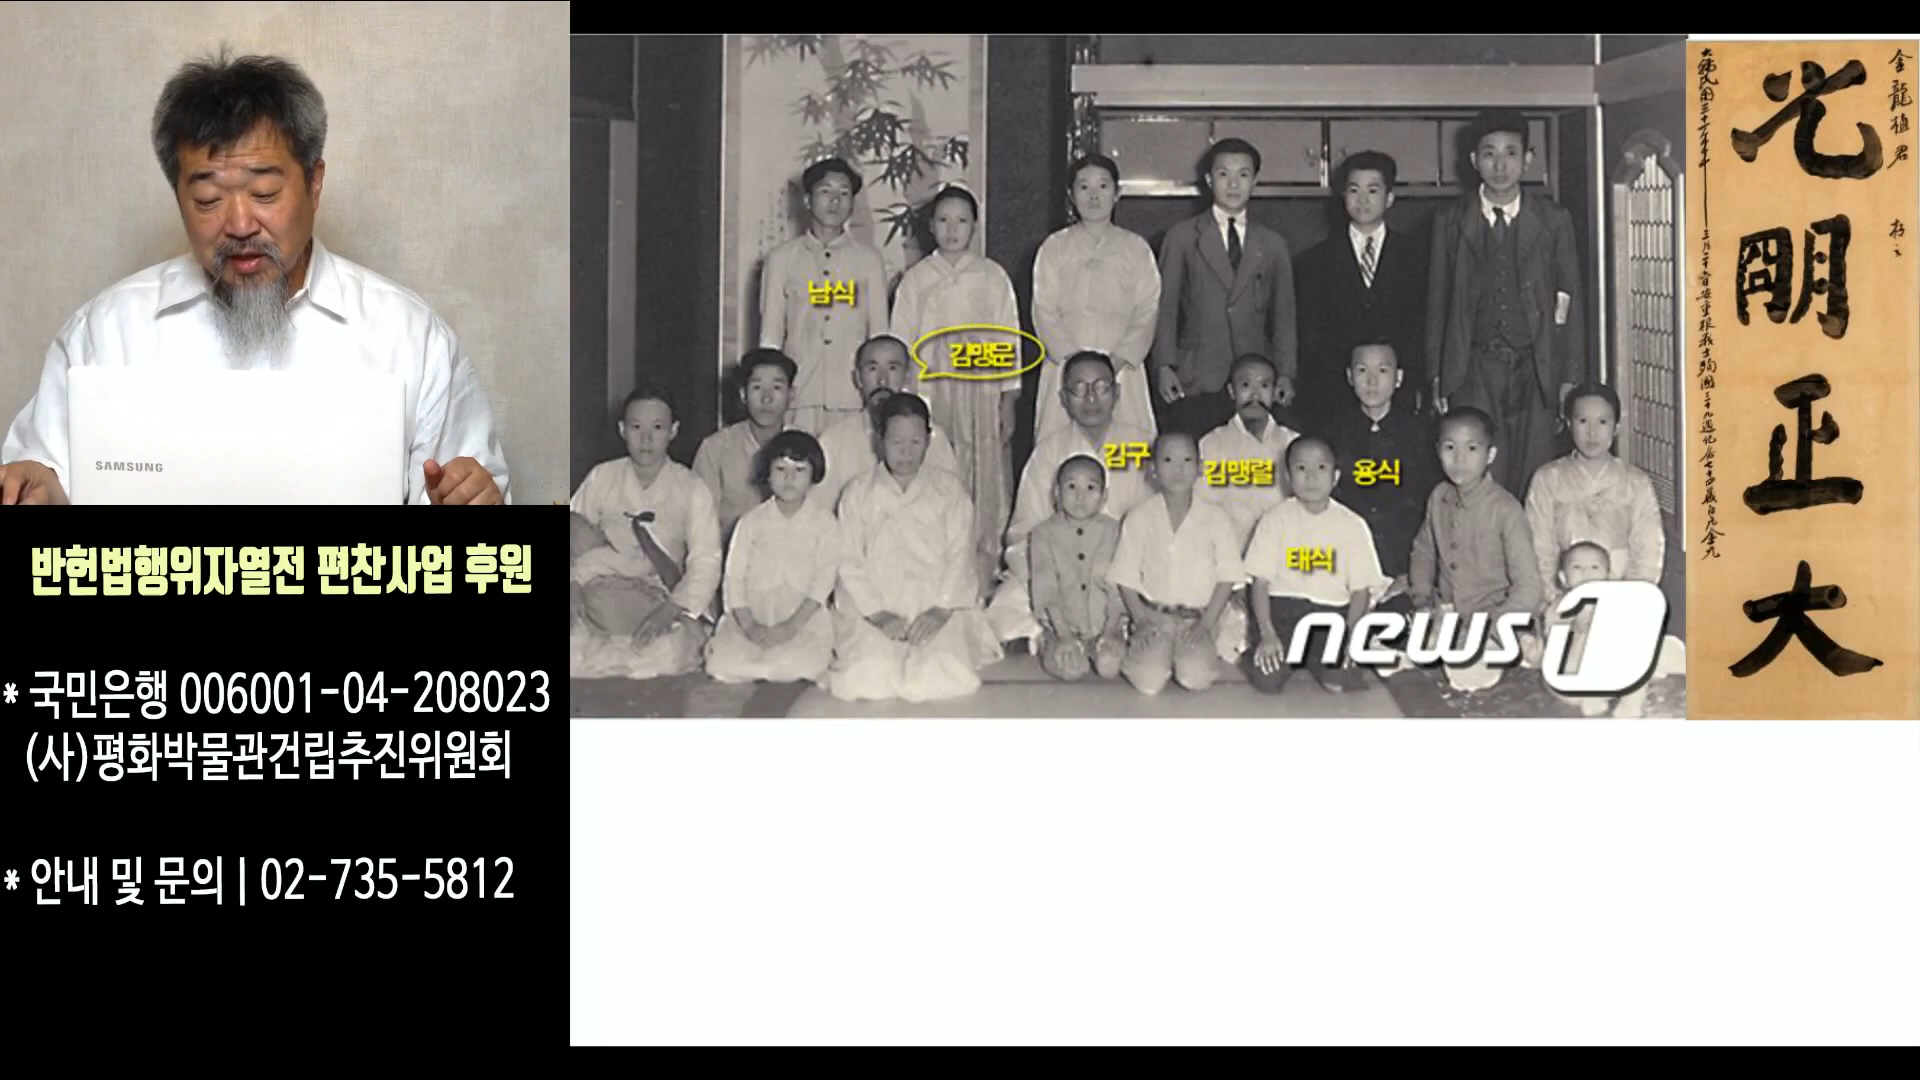 SAMSUNG
반헌법행위자열전 편찬사업 후원
* 국민은행 006001-04-208023
(사)평화박물관건립추진위원회
* 안내 및 문의 | 02-735-5812
남식
김맹문
김구
김맹렬
용식
태식
news1
金龍植君 存之
光明正大